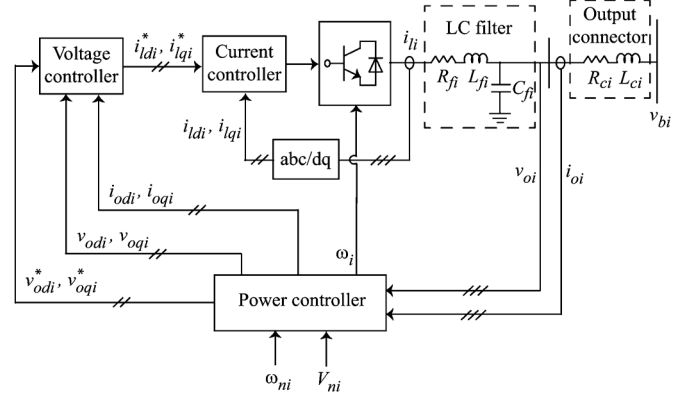 LC filter
Output
connector
Voltage
controller
i*ldi, i*lqi
Current
controller
ili
Rfi Lfi
Cfi
Rci Lci
vbi
ildi, ilqi
abc/dq
iodi, ioqi
vodi, voqi
v*odi, v*oqi
ωi
voi
ioi
Power controller
ωni
Vni